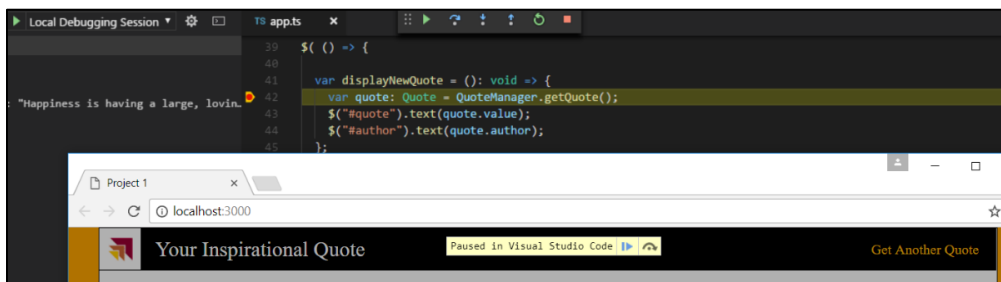 Local Debugging Session
TS app.ts
39 $( () => {
40
41 var displayNewQuote = (): void => {
: "Happiness is having a large, lovin… 42 var quote: Quote = QuoteManager.getQuote();
43 $("#quote").text(quote.value);
44 $("#author").text(quote.author);
45 };
Project 1
localhost:3000
Your Inspirational Quote Paused in Visual Studio Code Get Another Quote